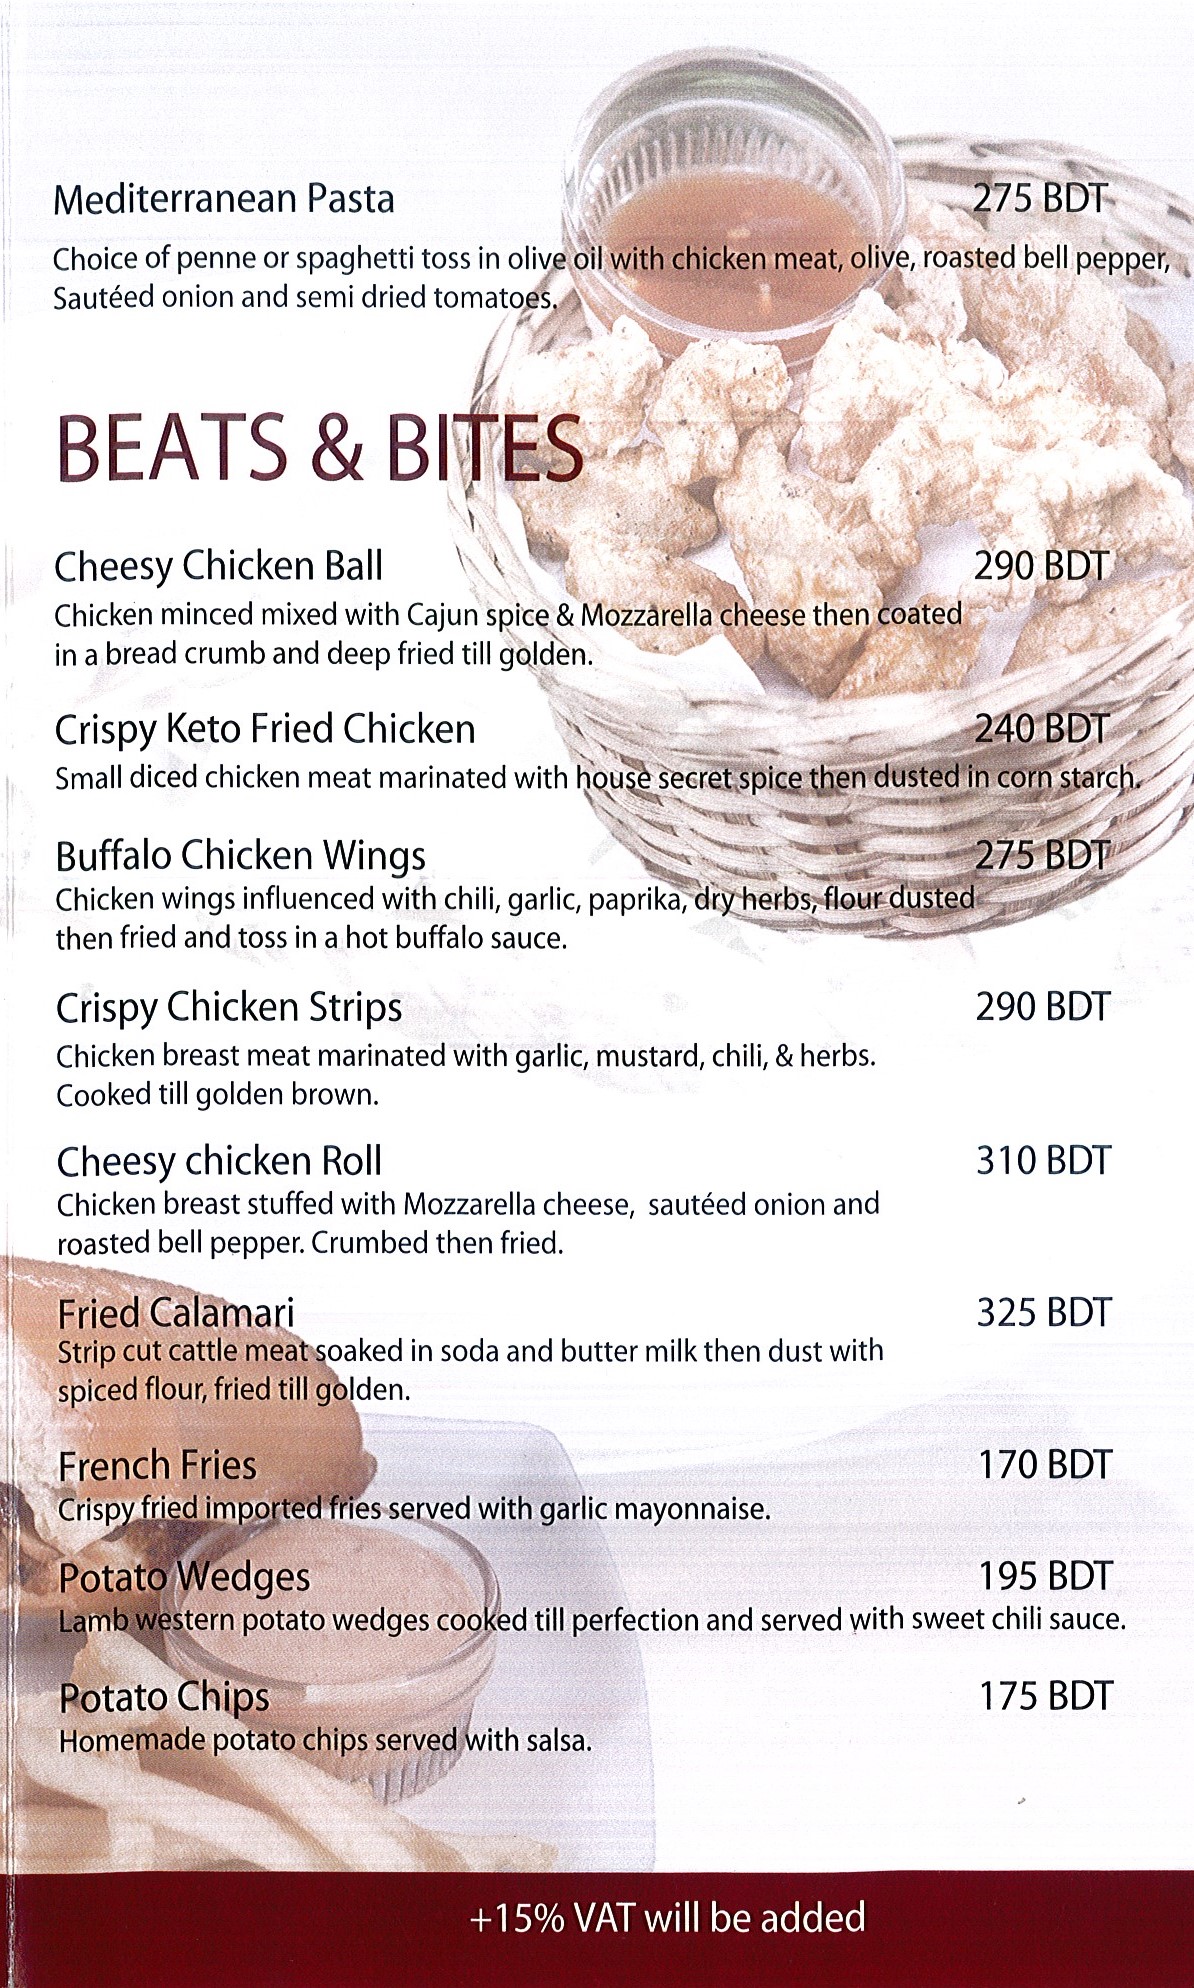 Mediterranean Pasta 275 BDT
Choice of penne or spaghetti toss in olive oil with chicken meat, olive, roasted bell pepper,
Sautéed onion and semi dried tomatoes.
BEATS & BITES
Cheesy Chicken Ball 290 BDT
Chicken minced mixed with Cajun spice & Mozzarella cheese then coated
in a bread crumb and deep fried till golden.
Crispy Keto Fried Chicken 240 BDT
Small diced chicken meat marinated with house secret spice then dusted in corn starch.
Buffalo Chicken Wings 275 BDT
Chicken wings influenced with chili, garlic, paprika, dry herbs, flour dusted
then fried and toss in a hot buffalo sauce.
Crispy Chicken Strips 290 BDT
Chicken breast meat marinated with garlic, mustard, chili, & herbs.
Cooked till golden brown.
Cheesy chicken Roll 310 BDT
Chicken breast stuffed with Mozzarella cheese, sautéed onion and
roasted bell pepper. Crumbed then fried.
Fried Calamari 325 BDT
Strip cut cattle meat soaked in soda and butter milk then dust with
spiced flour, fried till golden.
French Fries 170 BDT
Crispy fried imported fries served with garlic mayonnaise.
Potato Wedges 195 BDT
Lamb western potato wedges cooked till perfection and served with sweet chili sauce.
Potato Chips 175 BDT
Homemade potato chips served with salsa.
+15% VAT will be added